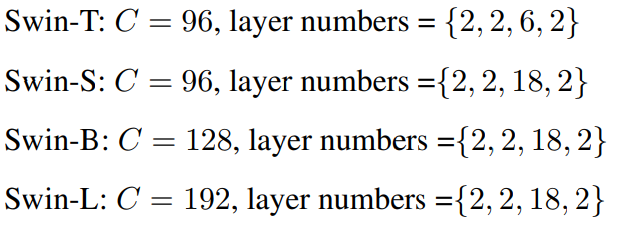 Swin-T: C = 96, layer numbers = {2, 2, 6, 2}
Swin-S: C = 96, layer numbers ={2, 2, 18, 2}
Swin-B: C = 128, layer numbers ={2, 2, 18, 2}
Swin-L: C = 192, layer numbers ={2, 2, 18, 2}